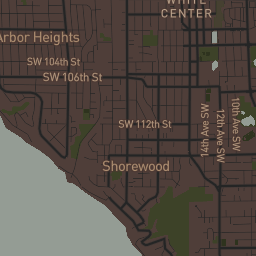 WHITE
CENTER
Arbor Heights
SW 104th St
SW 106th St
SW 112th St
14th Ave SW
12th Ave SW
10th Ave SW
Shorewood